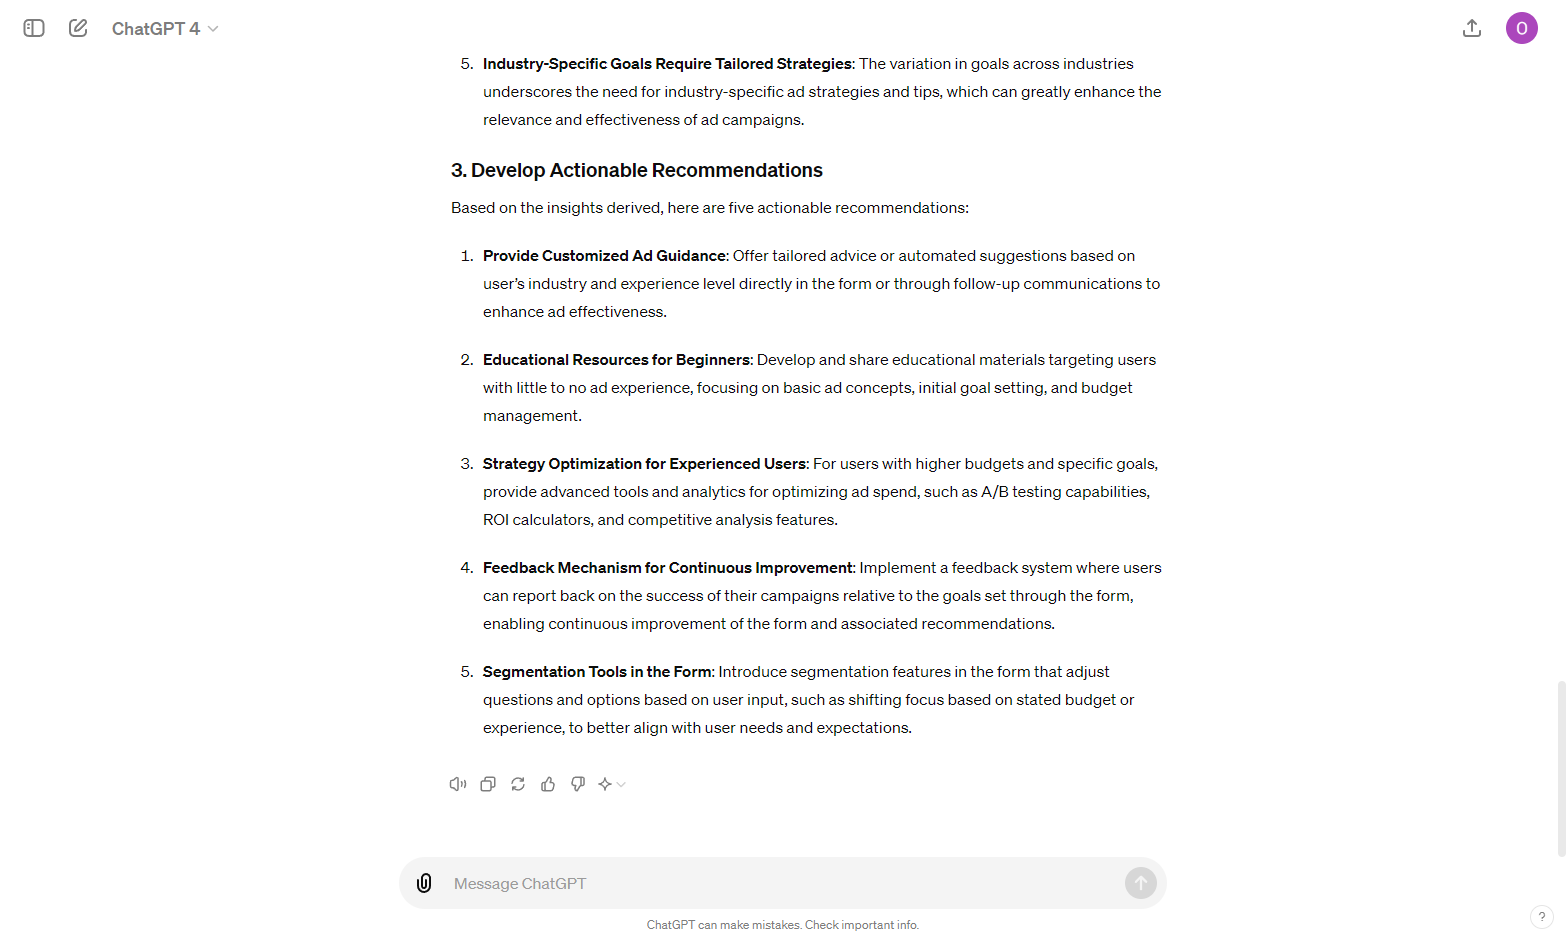 ChatGPT 4
O
5. Industry-Specific Goals Require Tailored Strategies: The variation in goals across industries
underscores the need for industry-specific ad strategies and tips, which can greatly enhance the
relevance and effectiveness of ad campaigns.
3. Develop Actionable Recommendations
Based on the insights derived, here are five actionable recommendations:
1. Provide Customized Ad Guidance: Offer tailored advice or automated suggestions based on
user’s industry and experience level directly in the form or through follow-up communications to
enhance ad effectiveness.
2. Educational Resources for Beginners: Develop and share educational materials targeting users
with little to no ad experience, focusing on basic ad concepts, initial goal setting, and budget
management.
3. Strategy Optimization for Experienced Users: For users with higher budgets and specific goals,
provide advanced tools and analytics for optimizing ad spend, such as A/B testing capabilities,
ROI calculators, and competitive analysis features.
4. Feedback Mechanism for Continuous Improvement: Implement a feedback system where users
can report back on the success of their campaigns relative to the goals set through the form,
enabling continuous improvement of the form and associated recommendations.
5. Segmentation Tools in the Form: Introduce segmentation features in the form that adjust
questions and options based on user input, such as shifting focus based on stated budget or
experience, to better align with user needs and expectations.
Message ChatGPT
ChatGPT can make mistakes. Check important info.
?